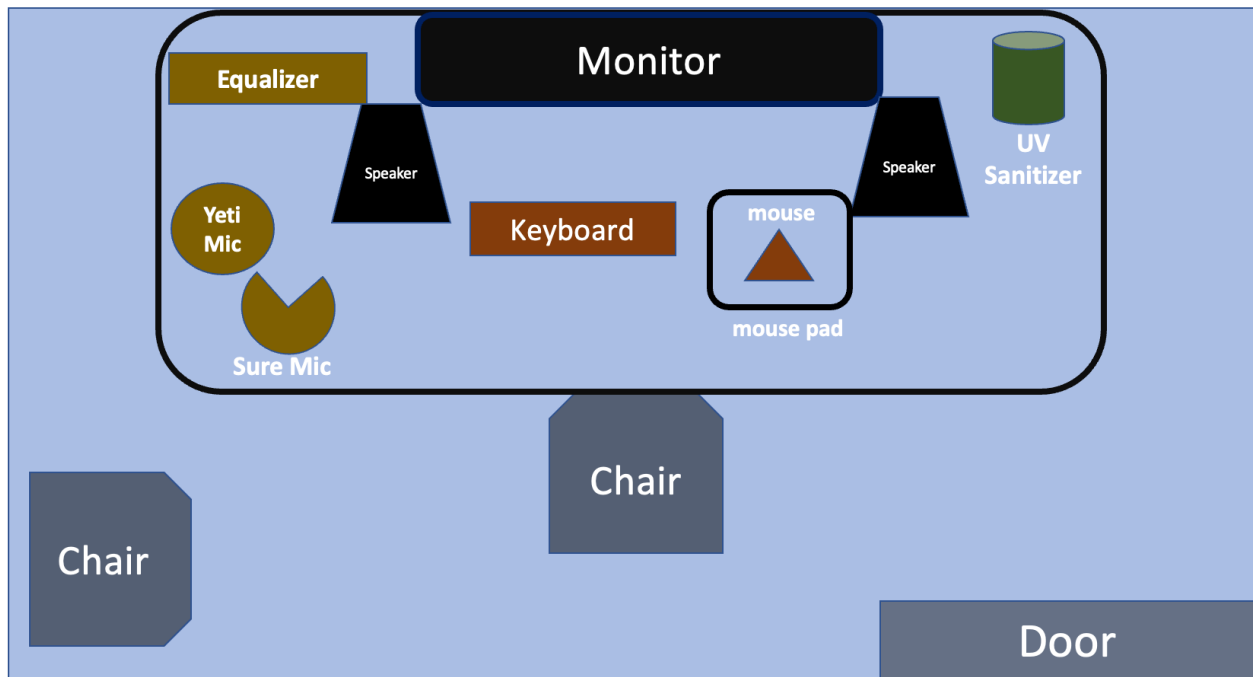 Monitor
Equalizer
UV
Sanitizer
Speaker
Speaker
Yeti
Mic
Keyboard
mouse
mouse pad
Sure Mic
Chair
Chair
Door